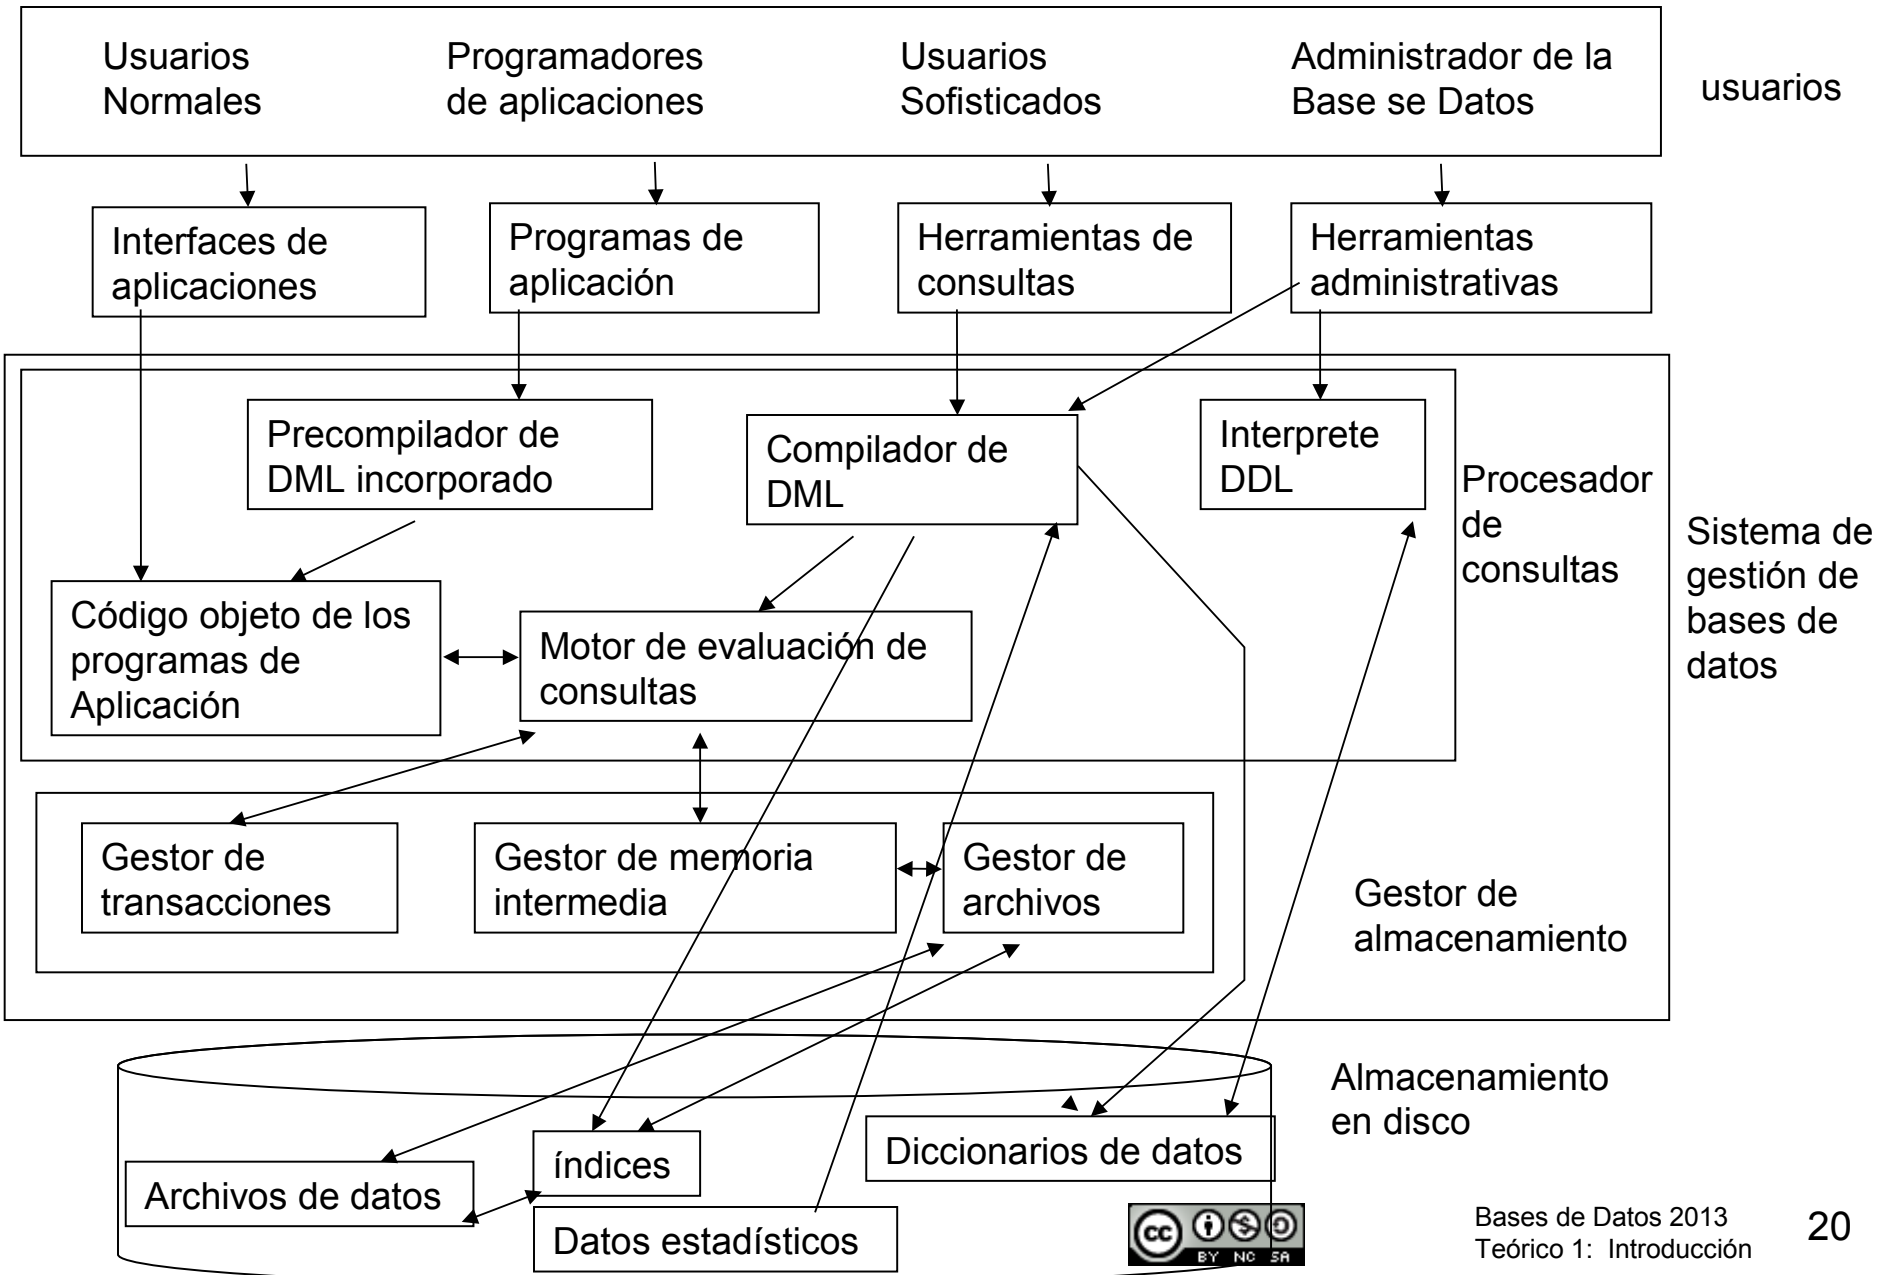 Usuarios
Normales
Programadores
de aplicaciones
Usuarios
Sofisticados
Administrador de la
Base se Datos
usuarios
Interfaces de
aplicaciones
Programas de
aplicación
Herramientas de
consultas
Herramientas
administrativas
Precompilador de
DML incorporado
Compilador de
DML
Interprete
DDL
Procesador
de
consultas
Sistema de
gestión de
bases de
datos
Código objeto de los
programas de
Aplicación
Motor de evaluación de
consultas
Gestor de
transacciones
Gestor de memoria
intermedia
Gestor de
archivos
Gestor de
almacenamiento
Almacenamiento
en disco
Archivos de datos
índices
Diccionarios de datos
Datos estadísticos
cc
BY NC SA
Bases de Datos 2013
Teórico 1: Introducción
20